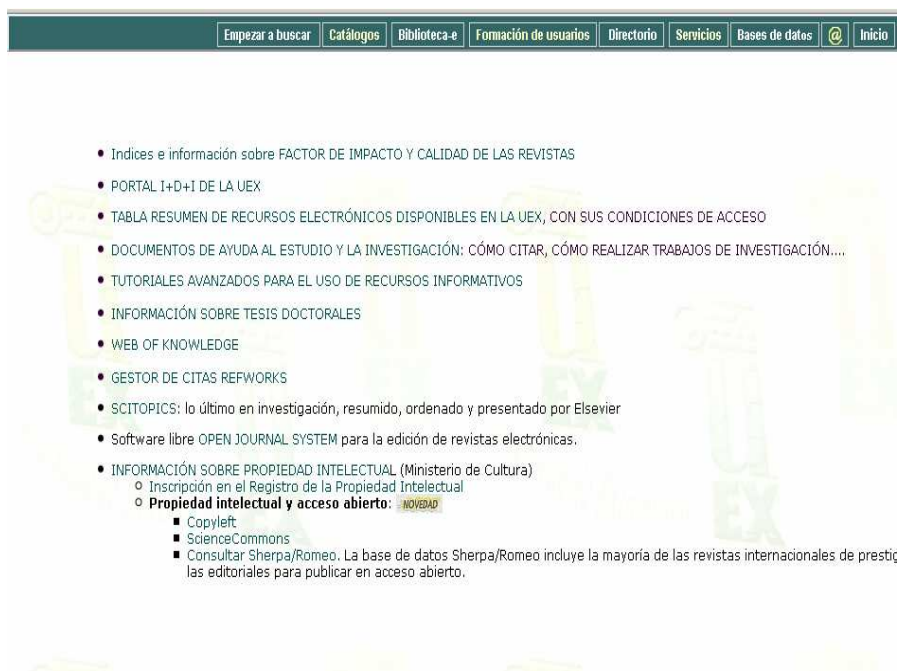 Empezar a buscar Catálogos Biblioteca-e Formación de usuarios Directorio Servicios Bases de datos @ Inicio
Indices e información sobre FACTOR DE IMPACTO Y CALIDAD DE LAS REVISTAS
PORTAL I+D+I DE LA UEX
TABLA RESUMEN DE RECURSOS ELECTRÓNICOS DISPONIBLES EN LA UEX, CON SUS CONDICIONES DE ACCESO
DOCUMENTOS DE AYUDA AL ESTUDIO Y LA INVESTIGACIÓN: CÓMO CITAR, CÓMO REALIZAR TRABAJOS DE INVESTIGACIÓN....
TUTORIALES AVANZADOS PARA EL USO DE RECURSOS INFORMATIVOS
INFORMACIÓN SOBRE TESIS DOCTORALES
WEB OF KNOWLEDGE
GESTOR DE CITAS REFWORKS
SCITOPICS: lo último en investigación, resumido, ordenado y presentado por Elsevier
Software libre OPEN JOURNAL SYSTEM para la edición de revistas electrónicas.
INFORMACIÓN SOBRE PROPIEDAD INTELECTUAL (Ministerio de Cultura)
Inscripción en el Registro de la Propiedad Intelectual
Propiedad intelectual y acceso abierto: NOVEDAD
Copyleft
ScienceCommons
Consultar Sherpa/Romeo. La base de datos Sherpa/Romeo incluye la mayoría de las revistas internacionales de prestig
las editoriales para publicar en acceso abierto.